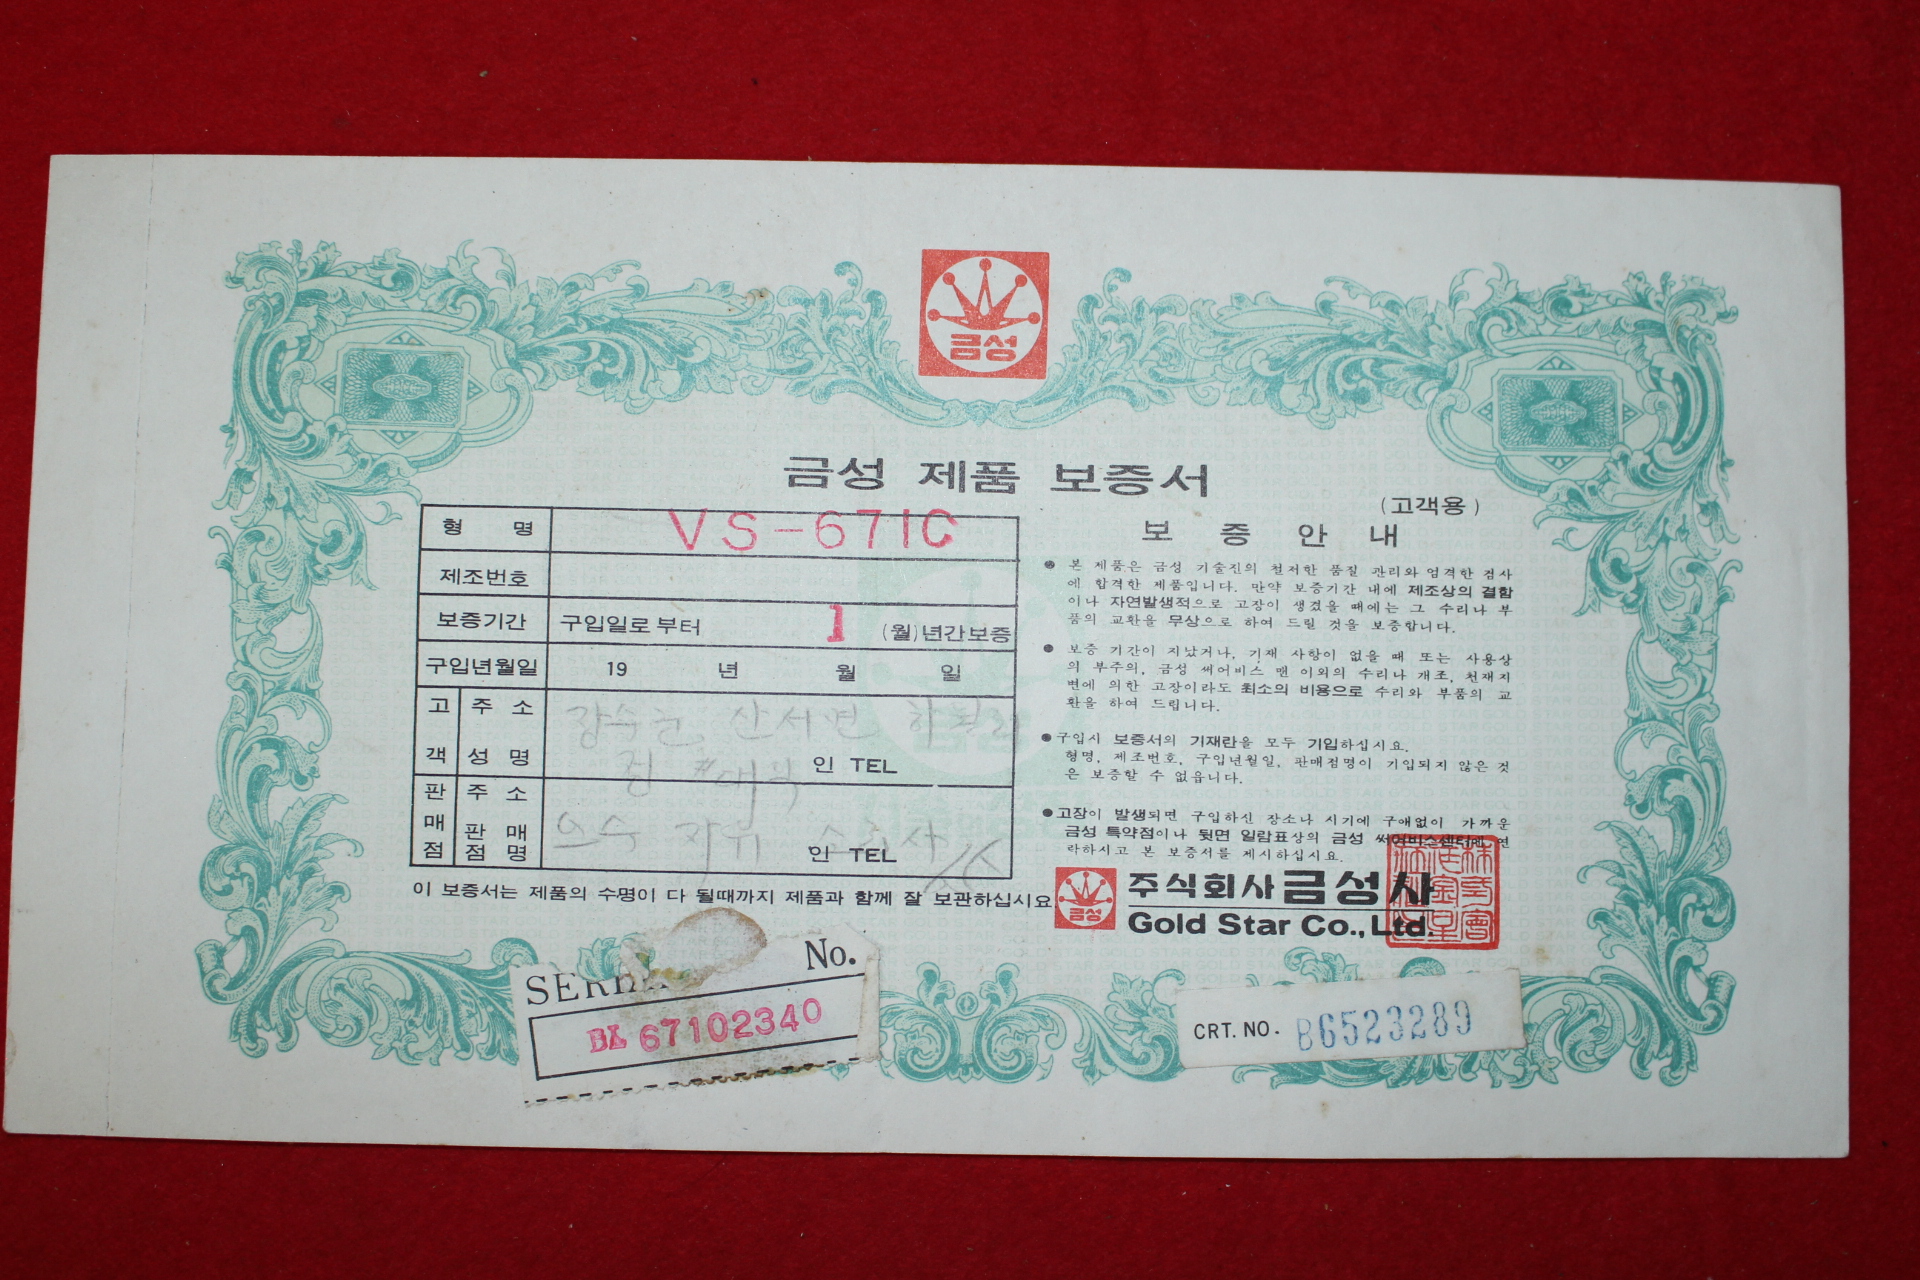 금성
금성 제품 보증서
(고객용)
형 명 VS-671C
제조번호
보증기간 구입일로부터 1 (월)년간보증
구입년월일 19 년 월 일
고객 주소 장수군 산서면
성명 인 TEL
판매점 주소
판매점명 인 TEL
이 보증서는 제품의 수명이 다 될때까지 제품과 함께 잘 보관하십시요
보 증 안 내
● 본 제품은 금성 기술진의 철저한 품질 관리와 엄격한 검사
에 합격한 제품입니다. 만약 보증기간 내에 제조상의 결함
이나 자연발생적으로 고장이 생겼을 때에는 그 수리나 부
품의 교환을 무상으로 하여 드릴 것을 보증합니다.
● 보증 기간이 지났거나, 기재 사항이 없을 때 또는 사용상
의 부주의, 금성 써어비스 맨 이외의 수리나 개조, 천재지
변에 의한 고장이라도 최소의 비용으로 수리와 부품의 교
환을 하여 드립니다.
● 구입시 보증서의 기재란을 모두 기입하십시요.
형명, 제조번호, 구입년월일, 판매점명이 기입되지 않은 것
은 보증할 수 없읍니다.
● 고장이 발생되면 구입하신 장소나 시기에 구애없이 가까운
금성 특약점이나 뒷면 일람표상의 금성 써어비스센터에 연
락하시고 본 보증서를 제시하십시요.
금성 주식회사 금성사
Gold Star Co., Ltd.
No.
BL 67102340
CRT. NO. B6523289